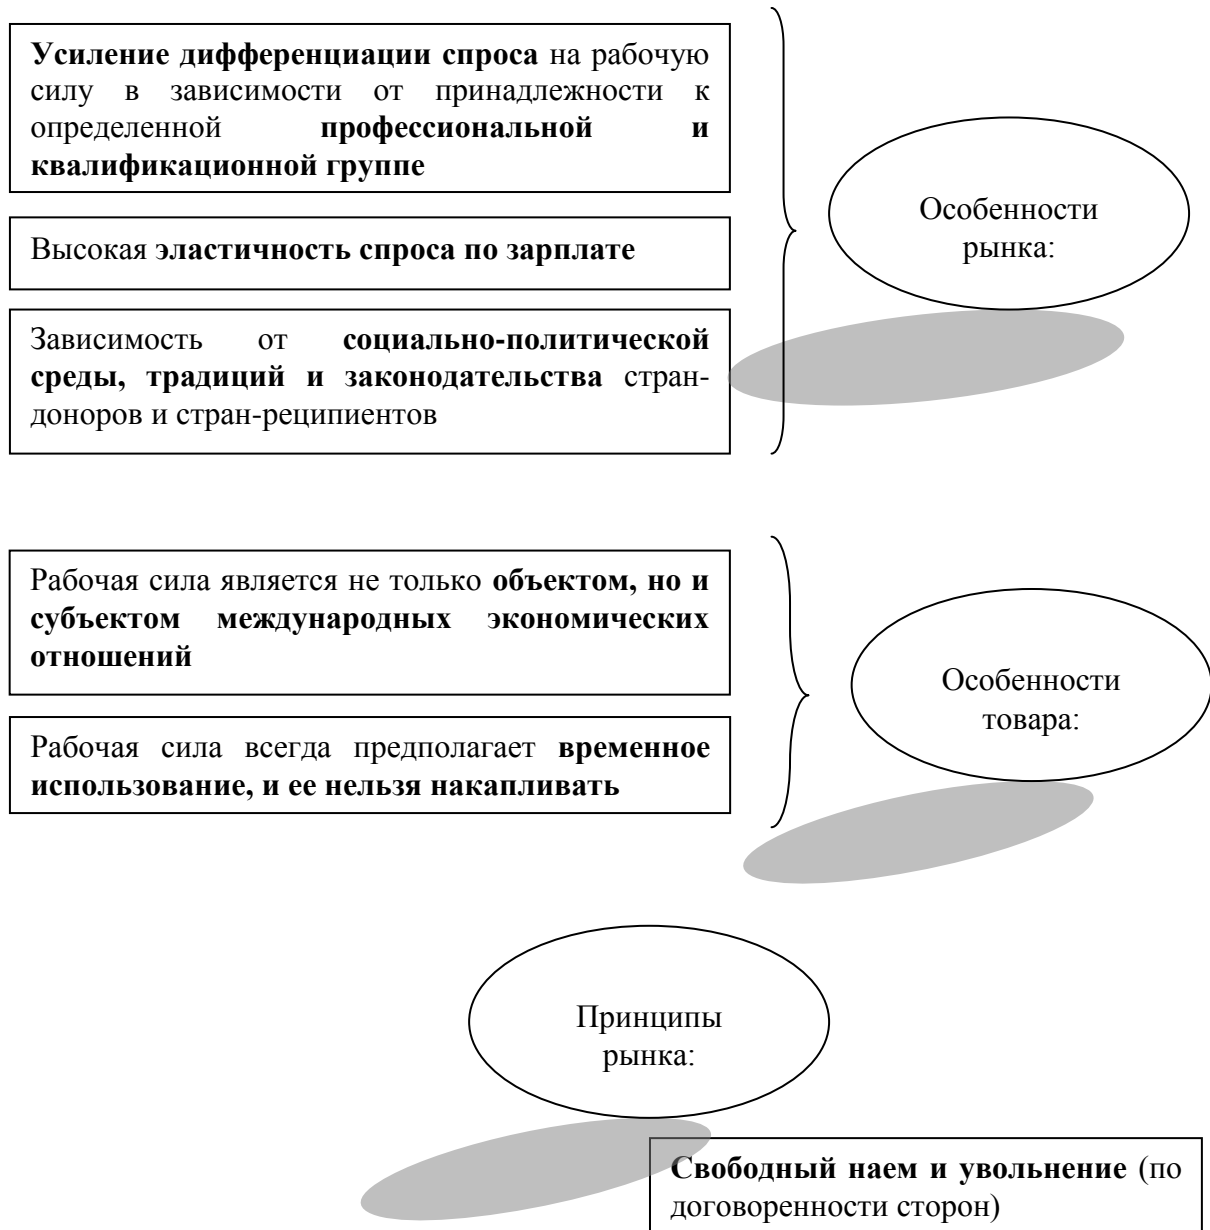 Усиление дифференциации спроса на рабочую
силу в зависимости от принадлежности к
определенной профессиональной и
квалификационной группе
Высокая эластичность спроса по зарплате
Зависимость от социально-политической
среды, традиций и законодательства стран-
доноров и стран-реципиентов
Особенности
рынка:
Рабочая сила является не только объектом, но и
субъектом международных экономических
отношений
Рабочая сила всегда предполагает временное
использование, и ее нельзя накапливать
Особенности
товара:
Принципы
рынка:
Свободный наем и увольнение (по
договоренности сторон)